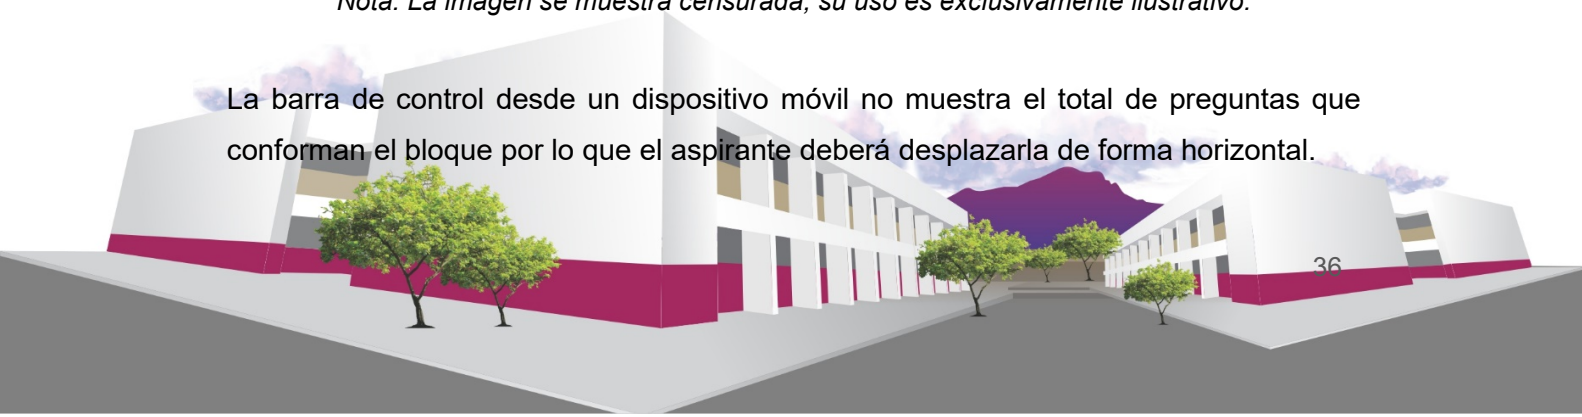 Nota. La imagen se muestra censurada, su uso es exclusivamente ilustrativo.
La barra de control desde un dispositivo móvil no muestra el total de preguntas que
conforman el bloque por lo que el aspirante deberá desplazarla de forma horizontal.
36